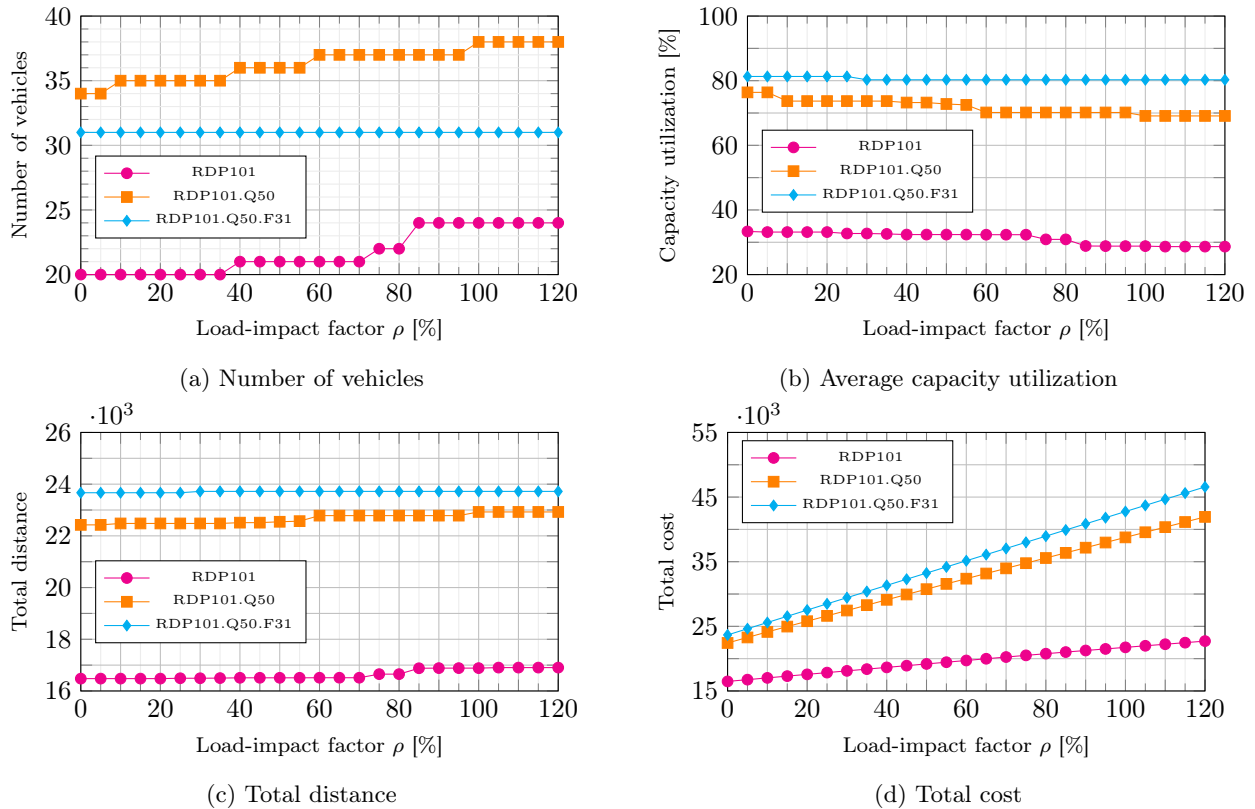 40
35
30
25
20
0
20
40
60
80
100
120
Number of vehicles
Load-impact factor ρ [%]
RDP101
RDP101.Q50
RDP101.Q50.F31
(a) Number of vehicles
100
80
60
40
20
0
20
40
60
80
100
120
Capacity utilization [%]
Load-impact factor ρ [%]
RDP101
RDP101.Q50
RDP101.Q50.F31
(b) Average capacity utilization
·10³
26
24
22
20
18
16
0
20
40
60
80
100
120
Total distance
Load-impact factor ρ [%]
RDP101
RDP101.Q50
RDP101.Q50.F31
(c) Total distance
·10³
55
45
35
25
15
0
20
40
60
80
100
120
Total cost
Load-impact factor ρ [%]
RDP101
RDP101.Q50
RDP101.Q50.F31
(d) Total cost